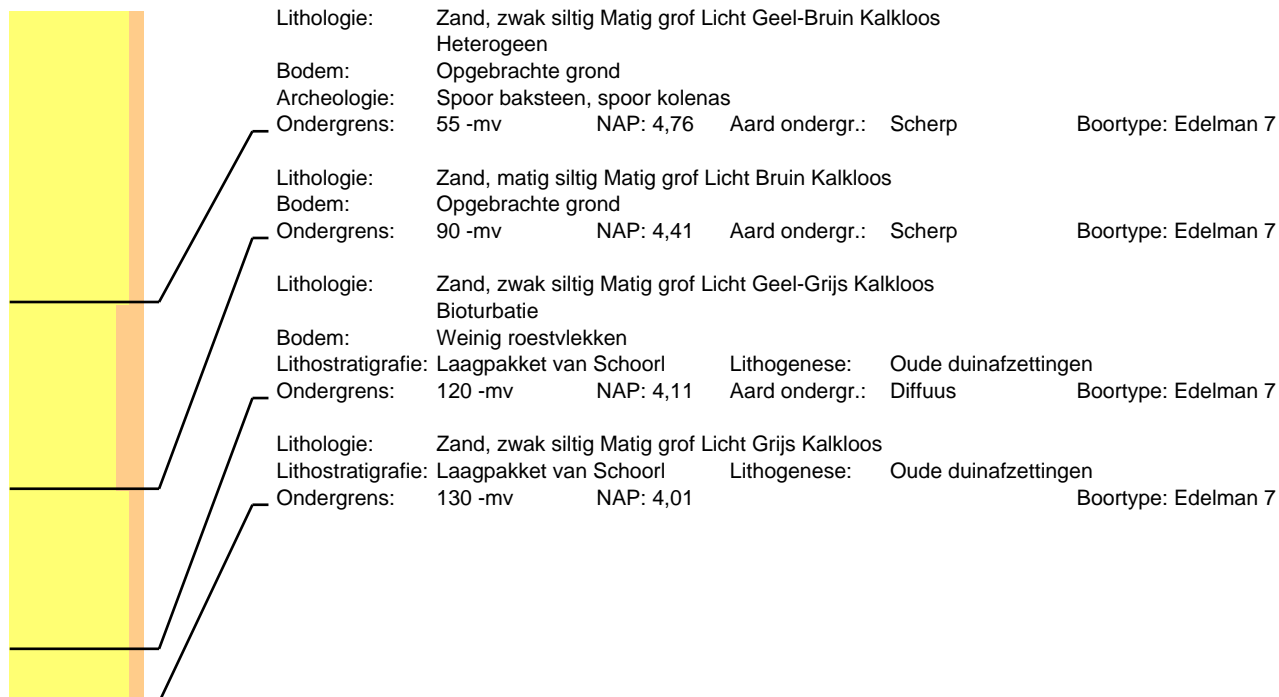 Lithologie: Zand, zwak siltig Matig grof Licht Geel-Bruin Kalkloos
Heterogeen
Bodem: Opgebrachte grond
Archeologie: Spoor baksteen, spoor kolenas
Ondergrens: 55 -mv NAP: 4,76 Aard ondergr.: Scherp Boortype: Edelman 7
Lithologie: Zand, matig siltig Matig grof Licht Bruin Kalkloos
Bodem: Opgebrachte grond
Ondergrens: 90 -mv NAP: 4,41 Aard ondergr.: Scherp Boortype: Edelman 7
Lithologie: Zand, zwak siltig Matig grof Licht Geel-Grijs Kalkloos
Bioturbatie
Bodem: Weinig roestvlekken
Lithostratigrafie: Laagpakket van Schoorl Lithogenese: Oude duinafzettingen
Ondergrens: 120 -mv NAP: 4,11 Aard ondergr.: Diffuus Boortype: Edelman 7
Lithologie: Zand, zwak siltig Matig grof Licht Grijs Kalkloos
Lithostratigrafie: Laagpakket van Schoorl Lithogenese: Oude duinafzettingen
Ondergrens: 130 -mv NAP: 4,01 Boortype: Edelman 7